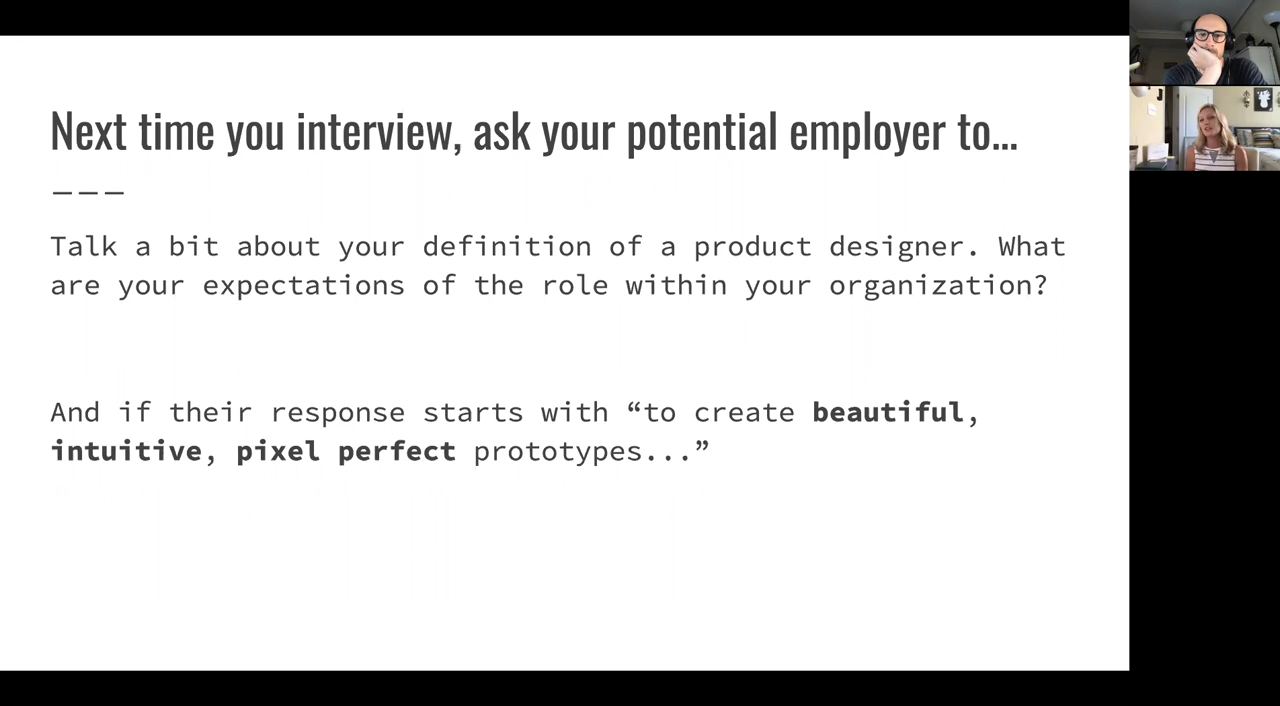 Next time you interview, ask your potential employer to...
Talk a bit about your definition of a product designer. What
are your expectations of the role within your organization?
And if their response starts with “to create beautiful,
intuitive, pixel perfect prototypes...”